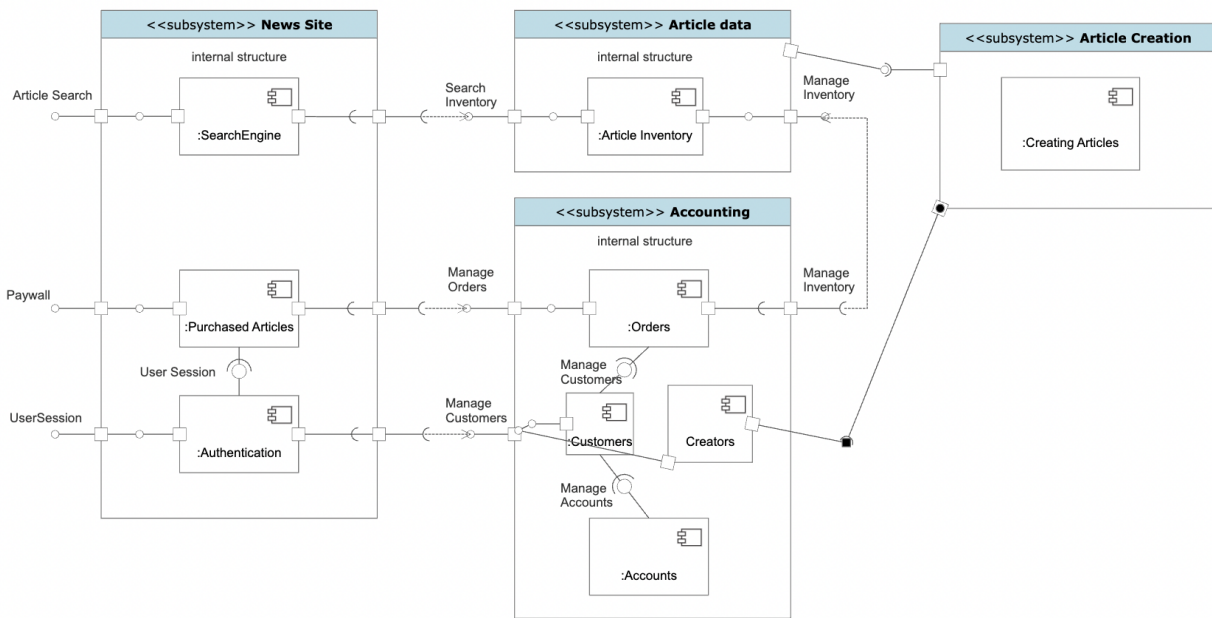 <<subsystem>> News Site
internal structure
Article Search
:SearchEngine
Paywall
:Purchased Articles
User Session
UserSession
:Authentication
Search
Inventory
Manage
Orders
Manage
Customers
<<subsystem>> Article data
internal structure
:Article Inventory
Manage
Inventory
<<subsystem>> Accounting
internal structure
:Orders
Manage
Inventory
Manage
Customers
:Customers
Creators
Manage
Accounts
:Accounts
<<subsystem>> Article Creation
:Creating Articles